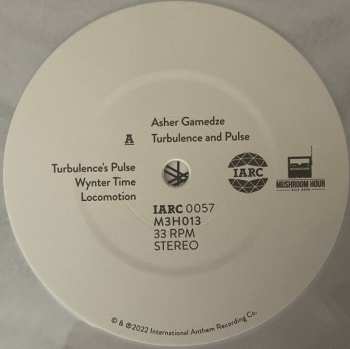 Asher Gamedze
A
Turbulence and Pulse
Turbulence's Pulse
Wynter Time
Locomotion
IARC
MUSHROOM HOUR
IARC 0057
M3H013
33 RPM
STEREO
© & ℗2022 International Anthem Recording Co.